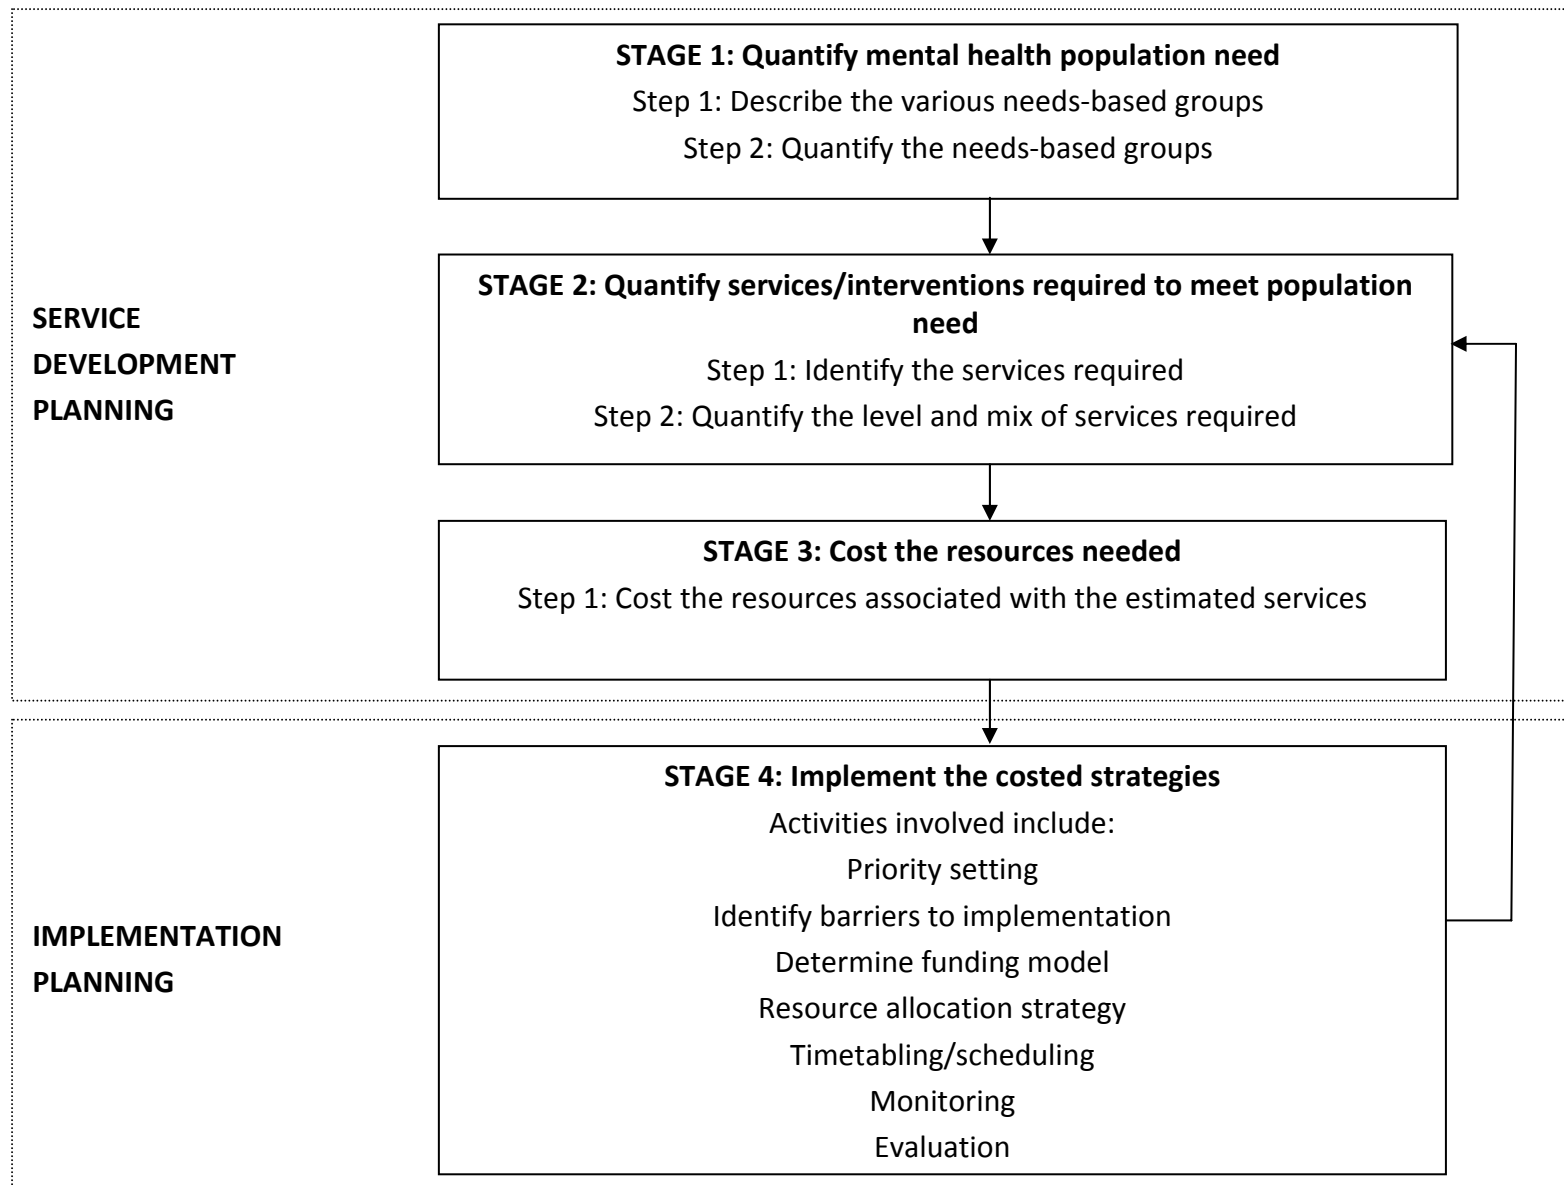 STAGE 1: Quantify mental health population need
Step 1: Describe the various needs-based groups
Step 2: Quantify the needs-based groups
SERVICE
DEVELOPMENT
PLANNING
STAGE 2: Quantify services/interventions required to meet population
need
Step 1: Identify the services required
Step 2: Quantify the level and mix of services required
STAGE 3: Cost the resources needed
Step 1: Cost the resources associated with the estimated services
IMPLEMENTATION
PLANNING
STAGE 4: Implement the costed strategies
Activities involved include:
Priority setting
Identify barriers to implementation
Determine funding model
Resource allocation strategy
Timetabling/scheduling
Monitoring
Evaluation